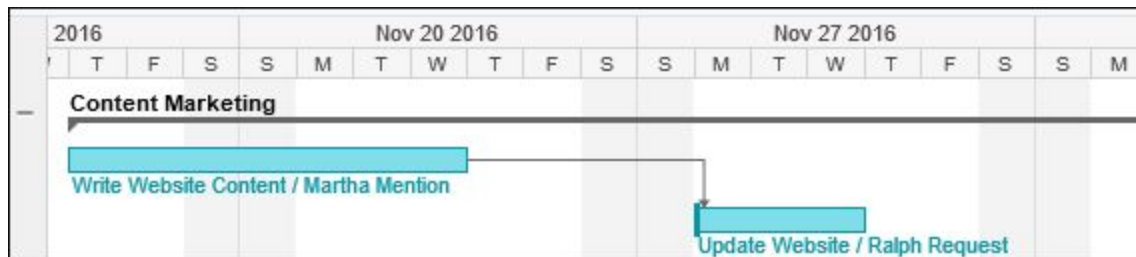 2016 Nov 20 2016 Nov 27 2016
T F S S M T W T F S S M T W T F S S M
Content Marketing
Write Website Content / Martha Mention
Update Website / Ralph Request